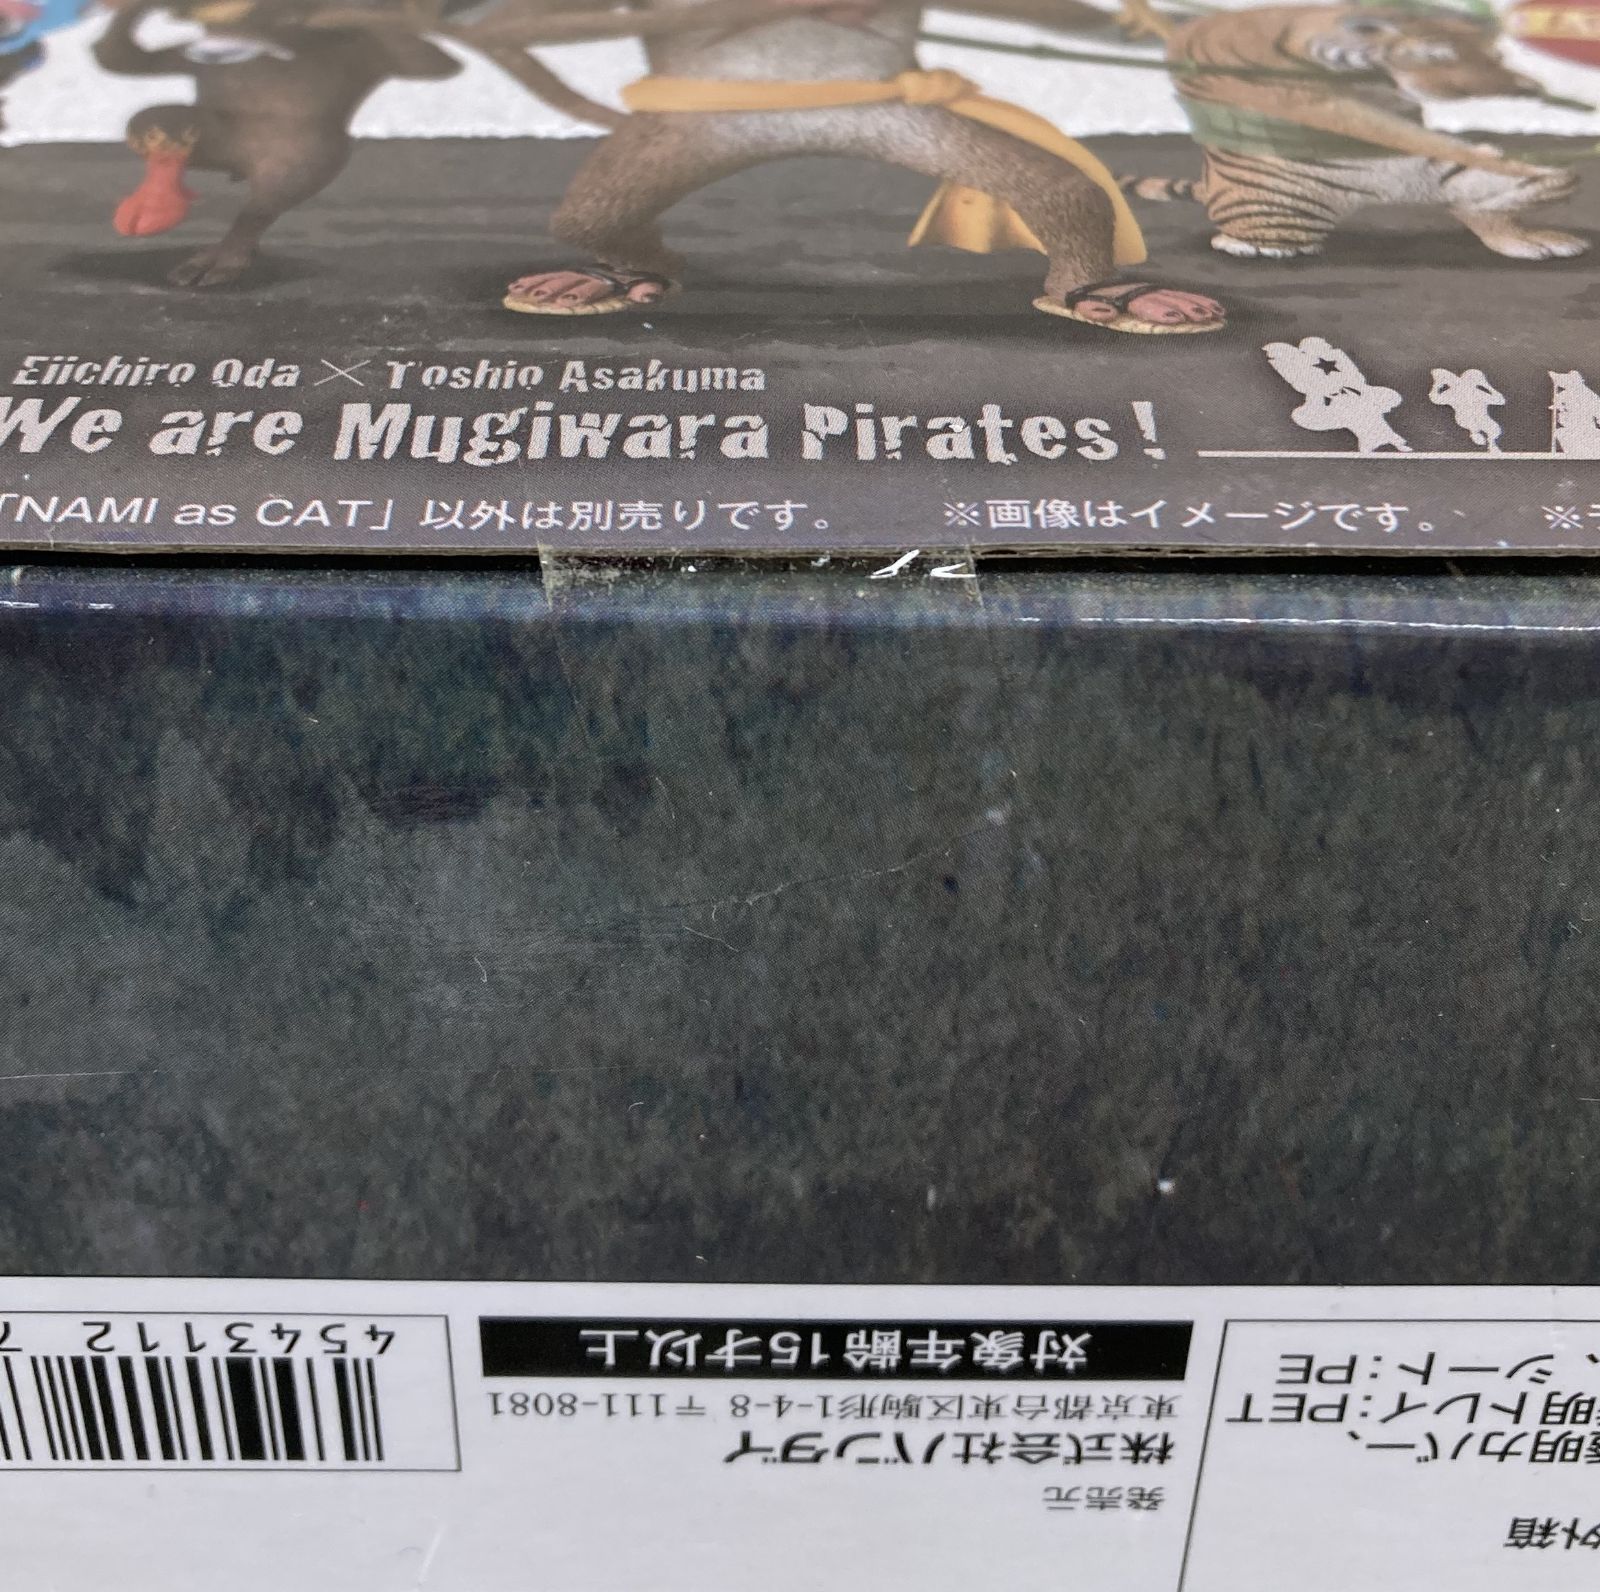 Eiichiro Oda × Toshio Asakuma
We are Mugiwara Pirates!
「NAMI as CAT」以外は別売りです。 ※画像はイメージです。 ※
4543112
対象年齢15才以上
東京都台東区駒形1-4-8 〒111-8081
株式会社バンダイ
発売元
、シート:PE
明トレイ:PET
明カバー、
外箱